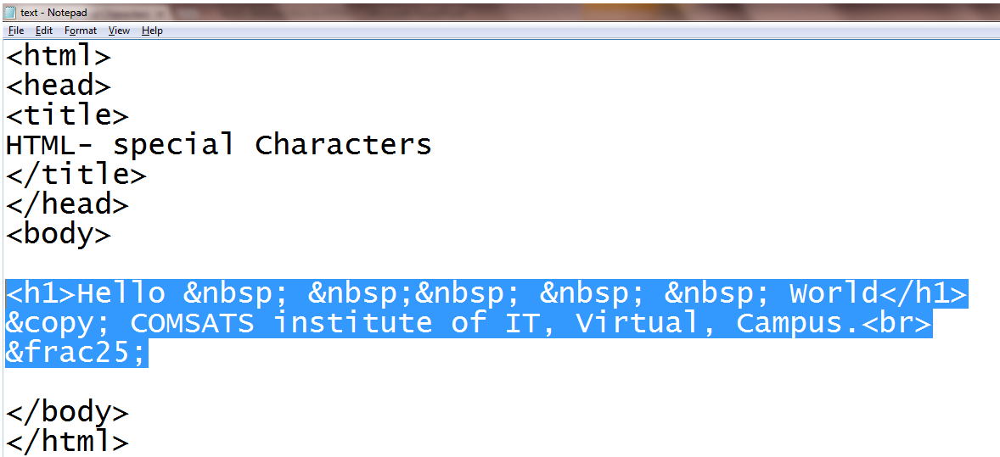 text - Notepad
File Edit Format View Help
<html>
<head>
<title>
HTML- special Characters
</title>
</head>
<body>
<h1>Hello &nbsp; &nbsp;&nbsp; &nbsp; &nbsp; World</h1>
&copy; COMSATS institute of IT, Virtual, Campus.<br>
&frac25;
</body>
</html>